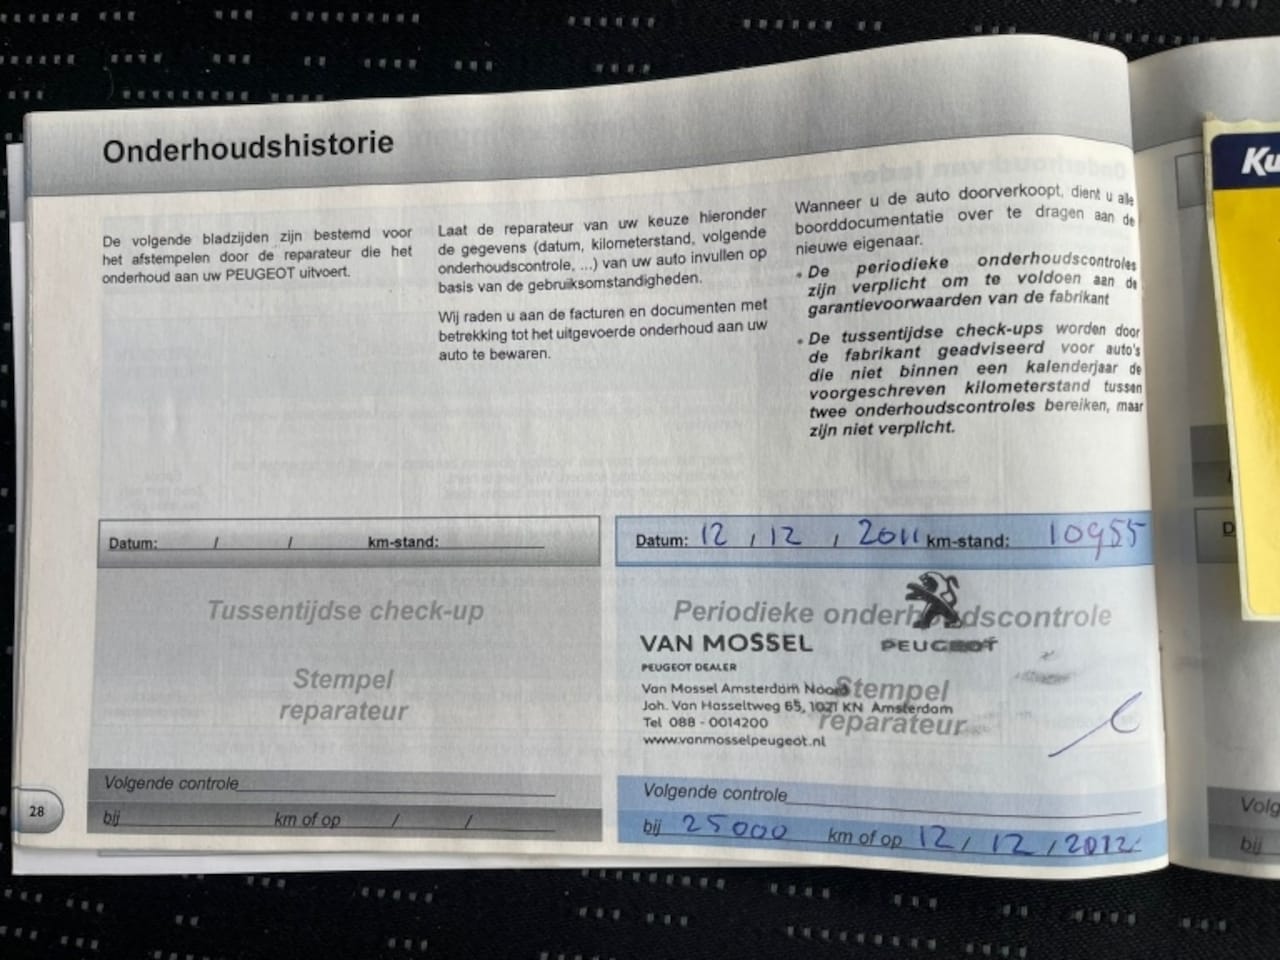 Onderhoudshistorie
De volgende bladzijden zijn bestemd voor
het afstempelen door de reparateur die het
onderhoud aan uw PEUGEOT uitvoert.
Laat de reparateur van uw keuze hieronder
de gegevens (datum, kilometerstand, volgende
onderhoudscontrole, ...) van uw auto invullen op
basis van de gebruiksomstandigheden.
Wij raden u aan de facturen en documenten met
betrekking tot het uitgevoerde onderhoud aan uw
auto te bewaren.
Wanneer u de auto doorverkoopt, dient u alle
boorddocumentatie over te dragen aan de
nieuwe eigenaar.
• De periodieke onderhoudscontroles
zijn verplicht om te voldoen aan de
garantievoorwaarden van de fabrikant
• De tussentijdse check-ups worden door
de fabrikant geadviseerd voor auto's
die niet binnen een kalenderjaar de
voorgeschreven kilometerstand tussen
twee onderhoudscontroles bereiken, maar
zijn niet verplicht.
Datum: / / km-stand:
Tussentijdse check-up
Stempel
reparateur
Volgende controle
bij km of op / /
Datum: 12 / 12 / 2011 km-stand: 10955
Periodieke onderhoudscontrole
VAN MOSSEL PEUGEOT
PEUGEOT DEALER
Van Mossel Amsterdam Noord
Stempel
Joh. Van Hasseltweg 65, 1021 KN Amsterdam
Tel 088 - 0014200
reparateur
www.vanmosselpeugeot.nl
Volgende controle
bij 25000 km of op 12 / 12 / 2012
28
Ku
D
Volg
bij